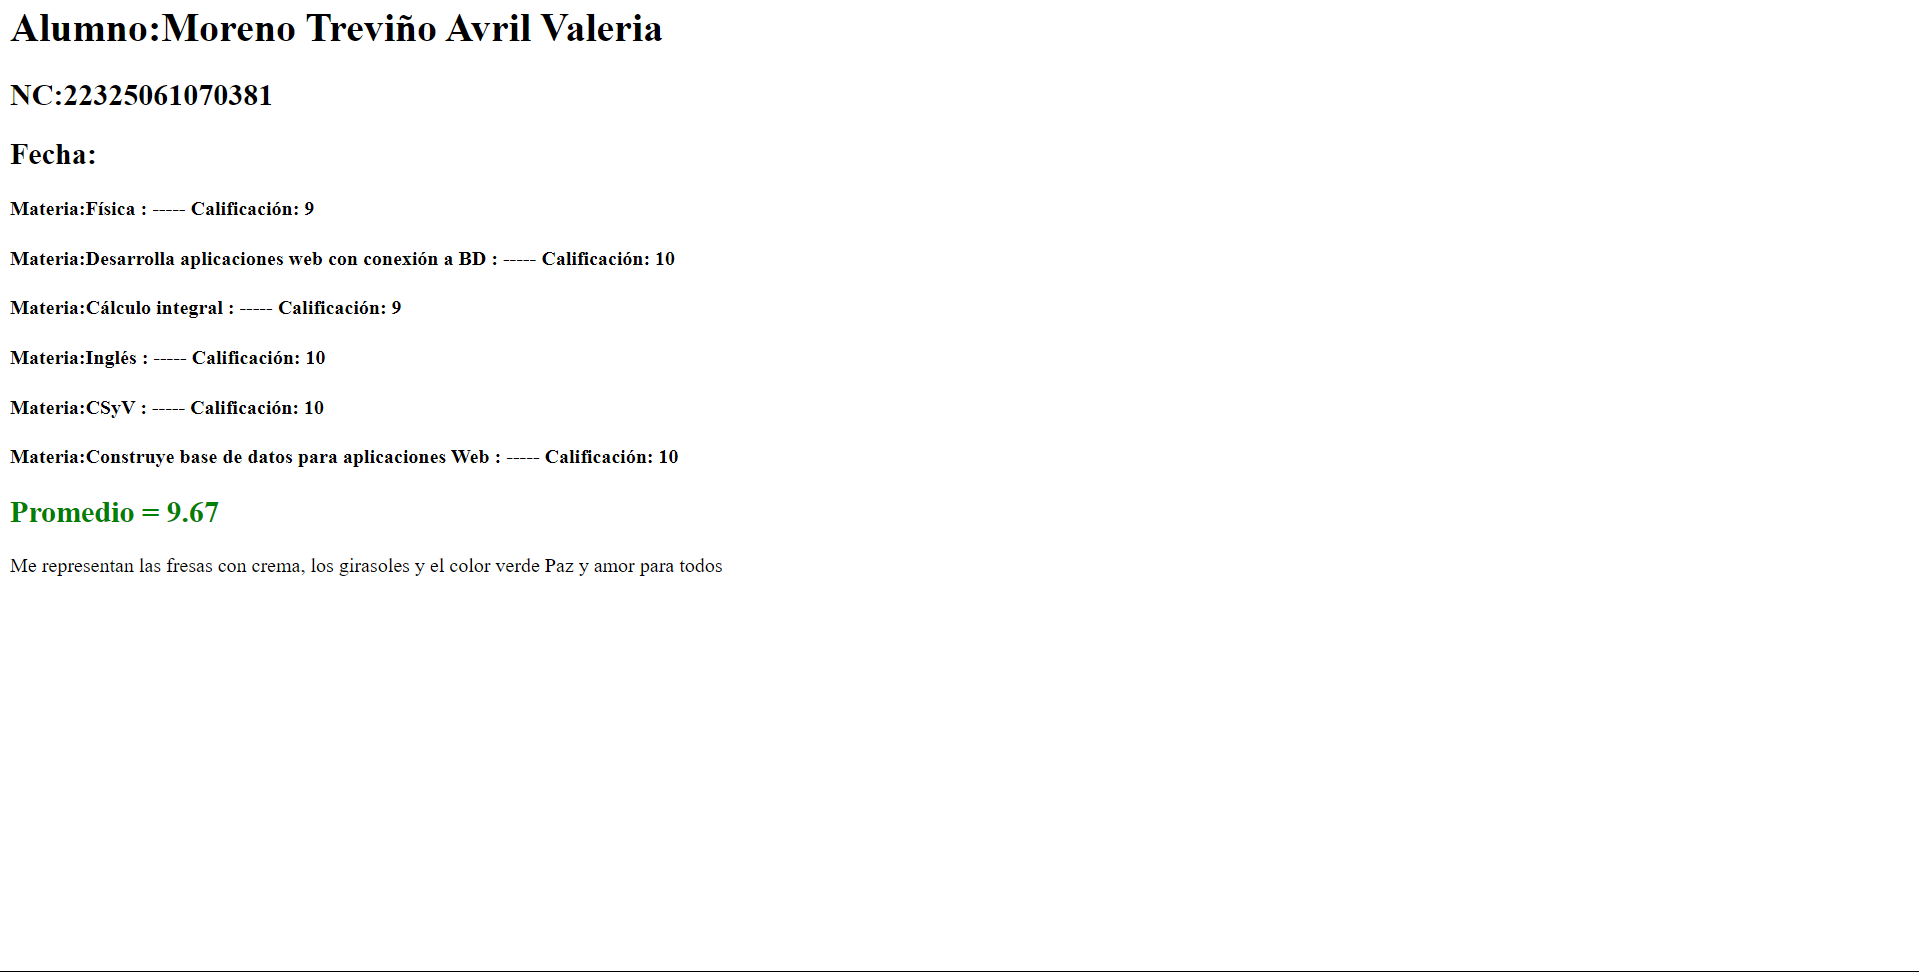 Alumno:Moreno Treviño Avril Valeria
NC:22325061070381
Fecha:
Materia:Física : ----- Calificación: 9
Materia:Desarrolla aplicaciones web con conexión a BD : ----- Calificación: 10
Materia:Cálculo integral : ----- Calificación: 9
Materia:Inglés : ----- Calificación: 10
Materia:CSyV : ----- Calificación: 10
Materia:Construye base de datos para aplicaciones Web : ----- Calificación: 10
Promedio = 9.67
Me representan las fresas con crema, los girasoles y el color verde Paz y amor para todos